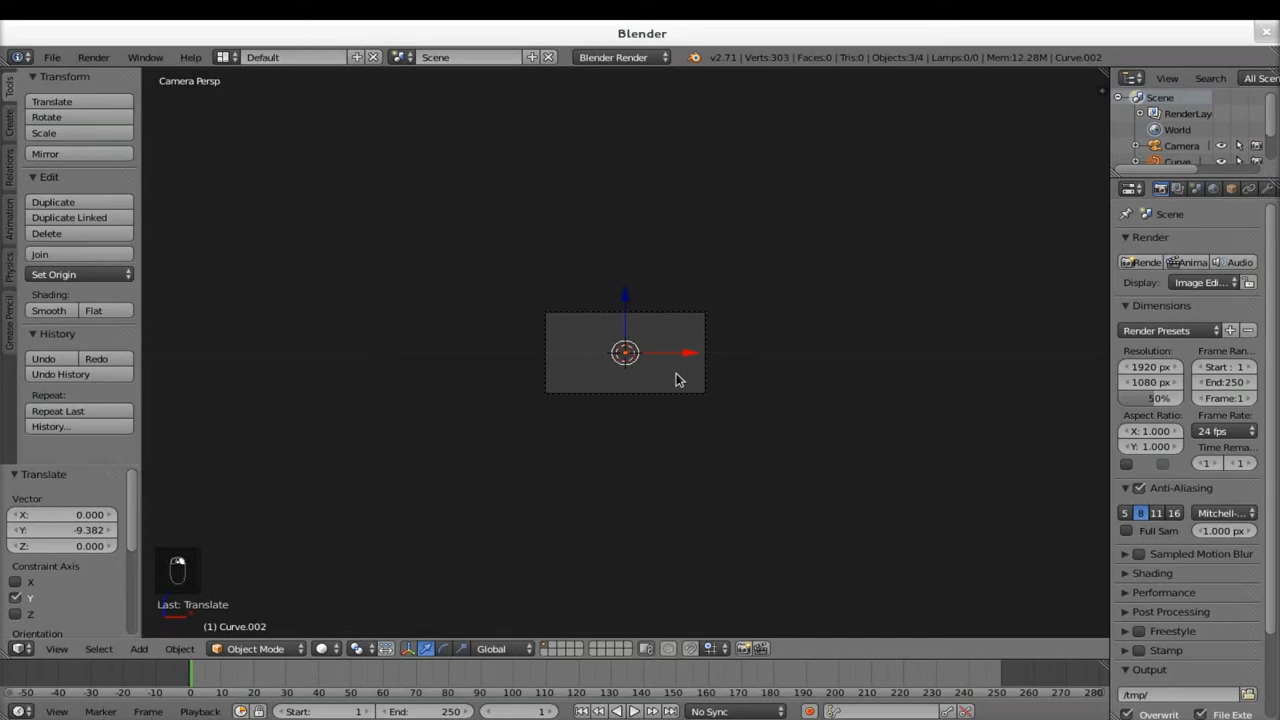 Blender
File Render Window Help Default Scene Blender Render v2.71 | Verts:303 | Faces:0 | Tris:0 | Objects:3/4 | Lamps:0/0 | Mem:12.28M | Curve.002
Tools
Create
Relations
Animation
Physics
Grease Pencil
Transform
Translate
Rotate
Scale
Mirror
Edit
Duplicate
Duplicate Linked
Delete
Join
Set Origin
Shading:
Smooth Flat
History
Undo Redo
Undo History
Repeat:
Repeat Last
History...
Translate
Vector
X: 0.000
Y: -9.382
Z: 0.000
Constraint Axis
X
Y
Z
Orientation
Camera Persp
Last: Translate
(1) Curve.002
View Select Add Object Object Mode Global
View Search All Scen
Scene
RenderLay
World
Camera
Curve
Scene
Render
Rende Anima Audio
Display: Image Edi...
Dimensions
Render Presets
Resolution: Frame Ran...
1920 px Start: 1
1080 px End:250
50% Frame:1
Aspect Ratio: Frame Rate:
X: 1.000 24 fps
Y: 1.000 Time Rema...
1 1
Anti-Aliasing
5 8 11 16 Mitchell-...
Full Sam 1.000 px
Sampled Motion Blur
Shading
Performance
Post Processing
Freestyle
Stamp
Output
/tmp/
Overwrit File Exte
-50 -40 -30 -20 -10 0 10 20 30 40 50 60 70 80 90 100 110 120 130 140 150 160 170 180 190 200 210 220 230 240 250 260 270 280
View Marker Frame Playback Start: 1 End: 250 1 No Sync